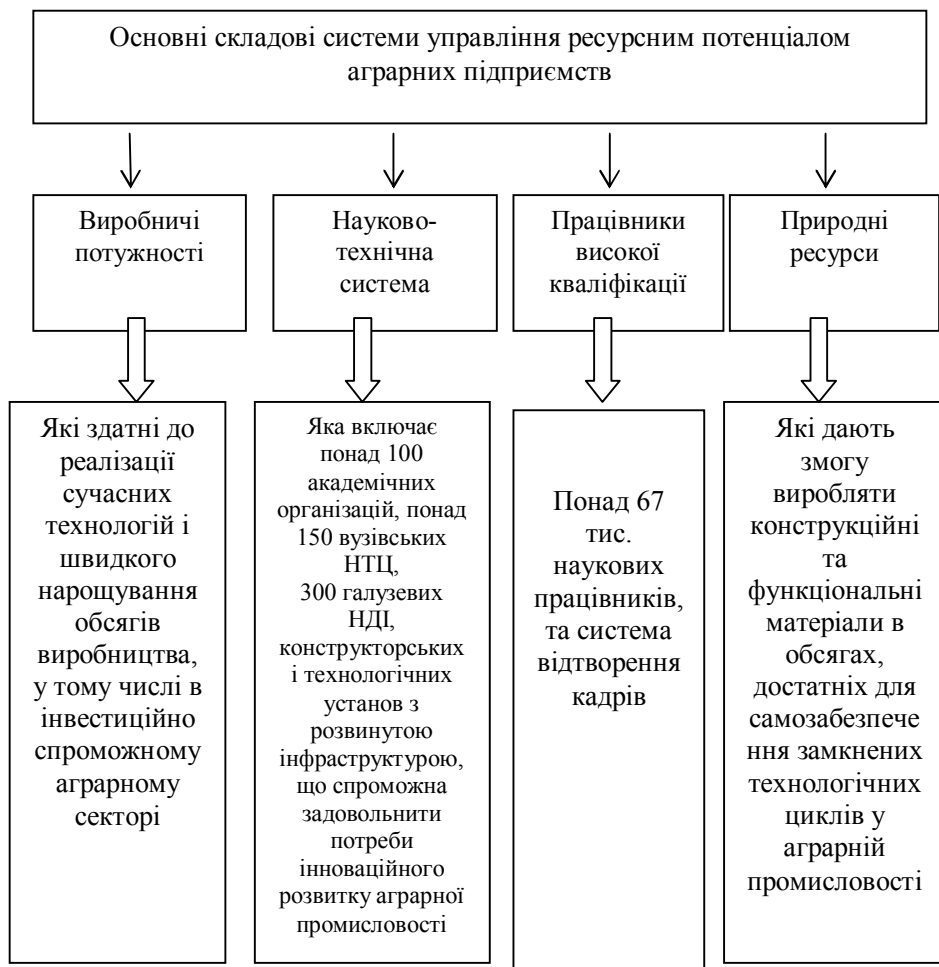 Основні складові системи управління ресурсним потенціалом
аграрних підприємств
Виробничі
потужності
Науково-
технічна
система
Працівники
високої
кваліфікації
Природні
ресурси
Які здатні до
реалізації
сучасних
технологій і
швидкого
нарощування
обсягів
виробництва,
у тому числі в
інвестиційно
спроможному
аграрному
секторі
Яка включає
понад 100
академічних
організацій, понад
150 вузівських
НТЦ,
300 галузевих
НДІ,
конструкторських
і технологічних
установ з
розвинутою
інфраструктурою,
що спроможна
задовольнити
потреби
інноваційного
розвитку аграрної
промисловості
Понад 67
тис.
наукових
працівників,
та система
відтворення
кадрів
Які дають
змогу
виробляти
конструкційні
та
функціональні
матеріали в
обсягах,
достатніх для
самозабезпече
ння замкнених
технологічних
циклів у
аграрній
промисловості